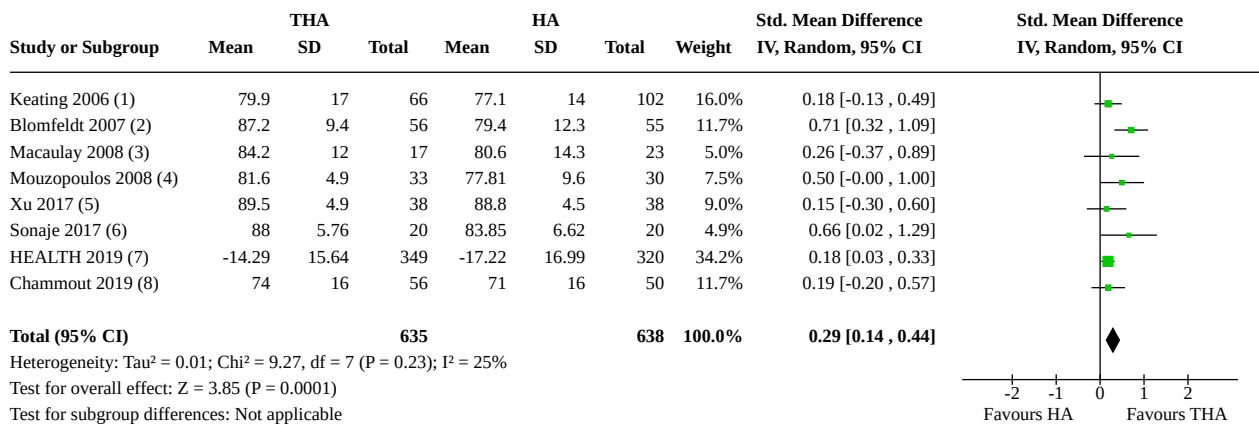 THA HA Std. Mean Difference Std. Mean Difference
Study or Subgroup Mean SD Total Mean SD Total Weight IV, Random, 95% CI IV, Random, 95% CI
Keating 2006 (1) 79.9 17 66 77.1 14 102 16.0% 0.18 [-0.13 , 0.49]
Blomfeldt 2007 (2) 87.2 9.4 56 79.4 12.3 55 11.7% 0.71 [0.32 , 1.09]
Macaulay 2008 (3) 84.2 12 17 80.6 14.3 23 5.0% 0.26 [-0.37 , 0.89]
Mouzopoulos 2008 (4) 81.6 4.9 33 77.81 9.6 30 7.5% 0.50 [-0.00 , 1.00]
Xu 2017 (5) 89.5 4.9 38 88.8 4.5 38 9.0% 0.15 [-0.30 , 0.60]
Sonaje 2017 (6) 88 5.76 20 83.85 6.62 20 4.9% 0.66 [0.02 , 1.29]
HEALTH 2019 (7) -14.29 15.64 349 -17.22 16.99 320 34.2% 0.18 [0.03 , 0.33]
Chammout 2019 (8) 74 16 56 71 16 50 11.7% 0.19 [-0.20 , 0.57]
Total (95% CI) 635 638 100.0% 0.29 [0.14 , 0.44]
Heterogeneity: Tau² = 0.01; Chi² = 9.27, df = 7 (P = 0.23); I² = 25%
Test for overall effect: Z = 3.85 (P = 0.0001)
Test for subgroup differences: Not applicable
-2 -1 0 1 2
Favours HA Favours THA